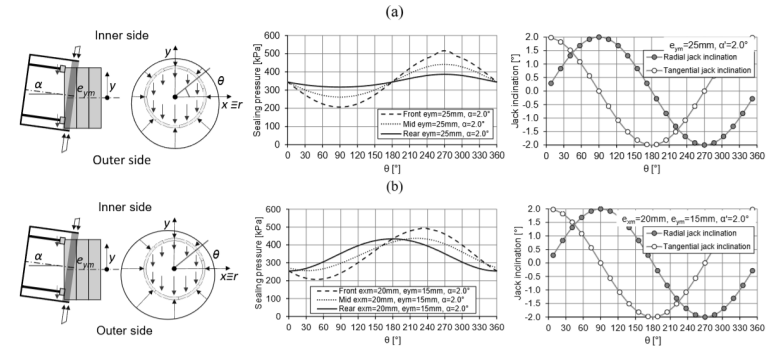 (a)
Inner side
α
e_ym
y
Outer side
y
θ
x ≡r
Sealing pressure [kPa]
600
500
400
300
200
100
0
Front eym=25mm, α=2.0°
Mid eym=25mm, α=2.0°
Rear eym=25mm, α=2.0°
0 30 60 90 120 150 180 210 240 270 300 330 360
θ [°]
Jack inclination [°]
2.0
1.5
1.0
0.5
0.0
-0.5
-1.0
-1.5
-2.0
e_ym=25mm, α'=2.0°
Radial jack inclination
Tangential jack inclination
0 30 60 90 120 150 180 210 240 270 300 330 360
θ [°]
(b)
Inner side
α
e_ym
y
Outer side
y
θ
x≡r
Sealing pressure [kPa]
600
500
400
300
200
100
0
Front exm=20mm, eym=15mm, α=2.0°
Mid exm=20mm, eym=15mm, α=2.0°
Rear exm=20mm, eym=15mm, α=2.0°
0 30 60 90 120 150 180 210 240 270 300 330 360
θ [°]
Jack inclination [°]
2.0
1.5
1.0
0.5
0.0
-0.5
-1.0
-1.5
-2.0
e_xm=20mm, e_ym=15mm, α'=2.0°
Radial jack inclination
Tangential jack inclination
0 30 60 90 120 150 180 210 240 270 300 330 360
θ [°]